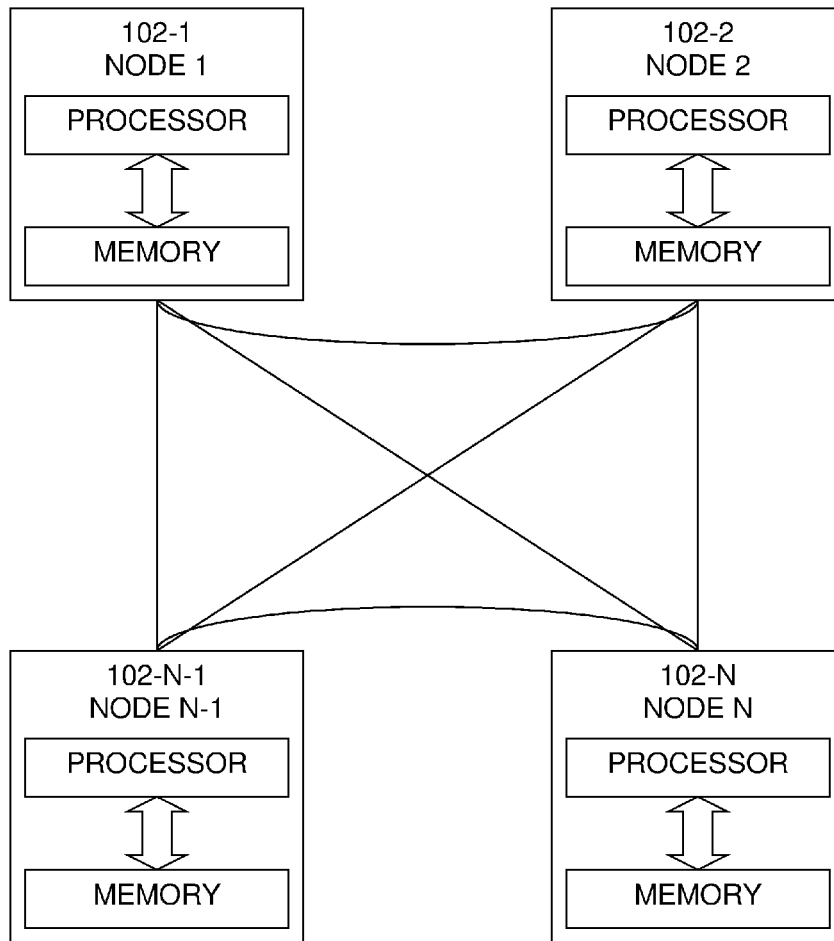 102-1
NODE 1
PROCESSOR
MEMORY
102-2
NODE 2
PROCESSOR
MEMORY
102-N-1
NODE N-1
PROCESSOR
MEMORY
102-N
NODE N
PROCESSOR
MEMORY